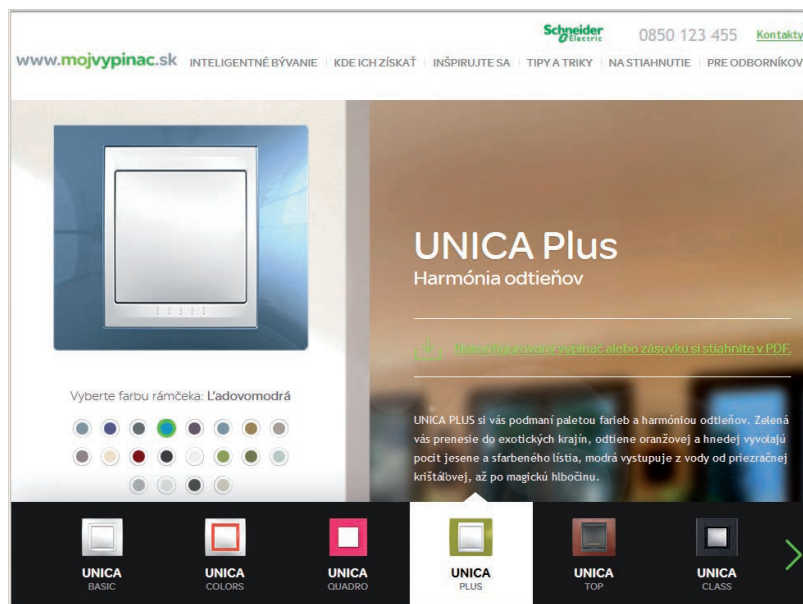 Schneider
Electric
0850 123 455
Kontakty
www.mojvypinac.sk
INTELIGENTNÉ BÝVANIE
KDE ICH ZÍSKAŤ
INŠPIRUJTE SA
TIPY A TRIKY
NA STIAHNUTIE
PRE ODBORNÍKOV
UNICA Plus
Harmónia odtieňov
Nakonfigurovaný vypínač alebo zásuvku si stiahnite v PDF.
Vyberte farbu rámčeka: Ľadovomodrá
UNICA PLUS si vás podmaní paletou farieb a harmóniou odtieňov. Zelená
vás prenesie do exotických krajín, odtiene oranžovej a hnedej vyvolajú
pocit jesene a sfarbeného lístia, modrá vystupuje z vody od priezračnej
krištáľovej, až po magickú hlbočinu.
UNICA
BASIC
UNICA
COLORS
UNICA
QUADRO
UNICA
PLUS
UNICA
TOP
UNICA
CLASS